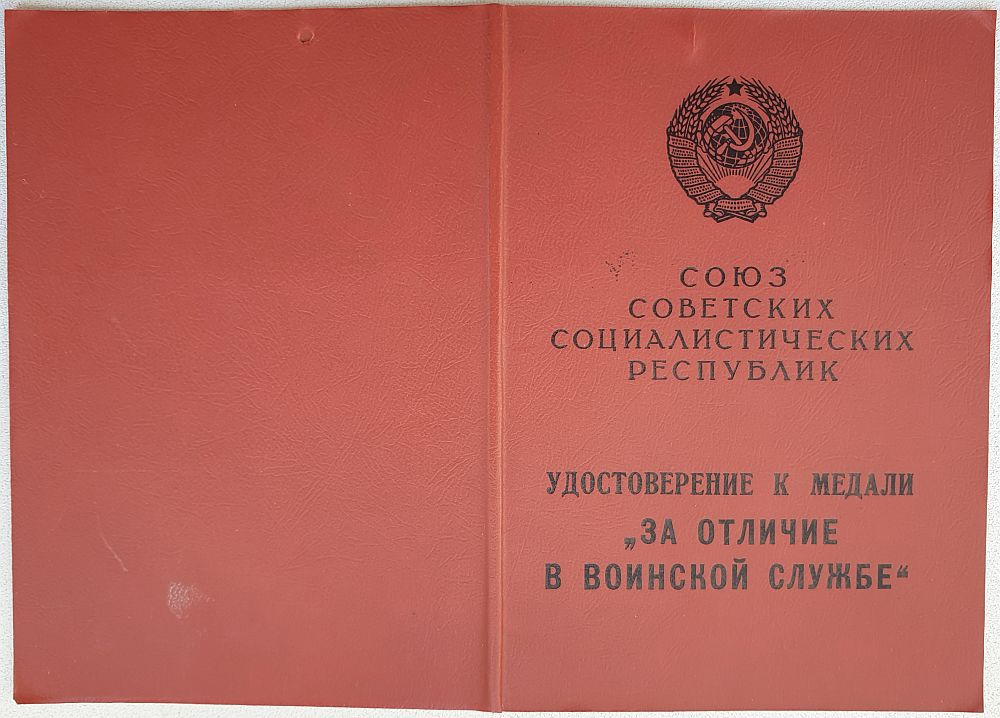 СОЮЗ
СОВЕТСКИХ
СОЦИАЛИСТИЧЕСКИХ
РЕСПУБЛИК
УДОСТОВЕРЕНИЕ К МЕДАЛИ
„ЗА ОТЛИЧИЕ
В ВОИНСКОЙ СЛУЖБЕ“